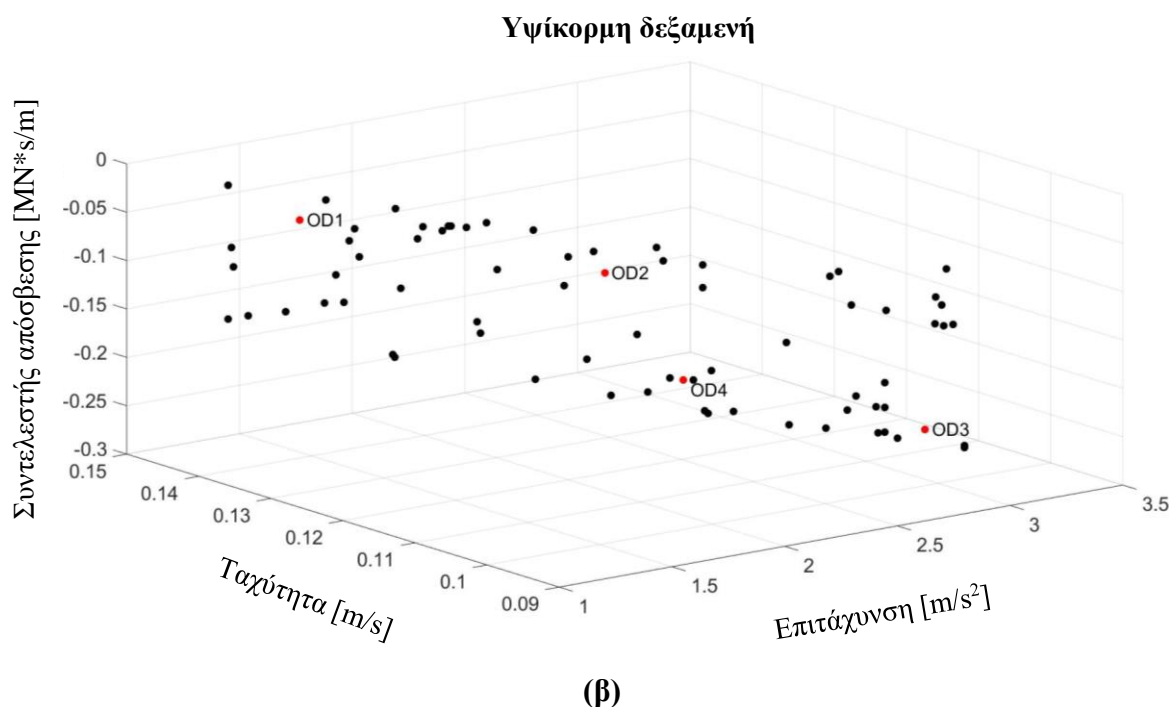 Υψίκορμη δεξαμενή
Συντελεστής απόσβεσης [MN*s/m]
0
-0.05
-0.1
-0.15
-0.2
-0.25
-0.3
0.15
0.14
0.13
0.12
0.11
0.1
0.09
Ταχύτητα [m/s]
1
1.5
2
2.5
3
3.5
Επιτάχυνση [m/s²]
OD1
OD2
OD4
OD3
(β)